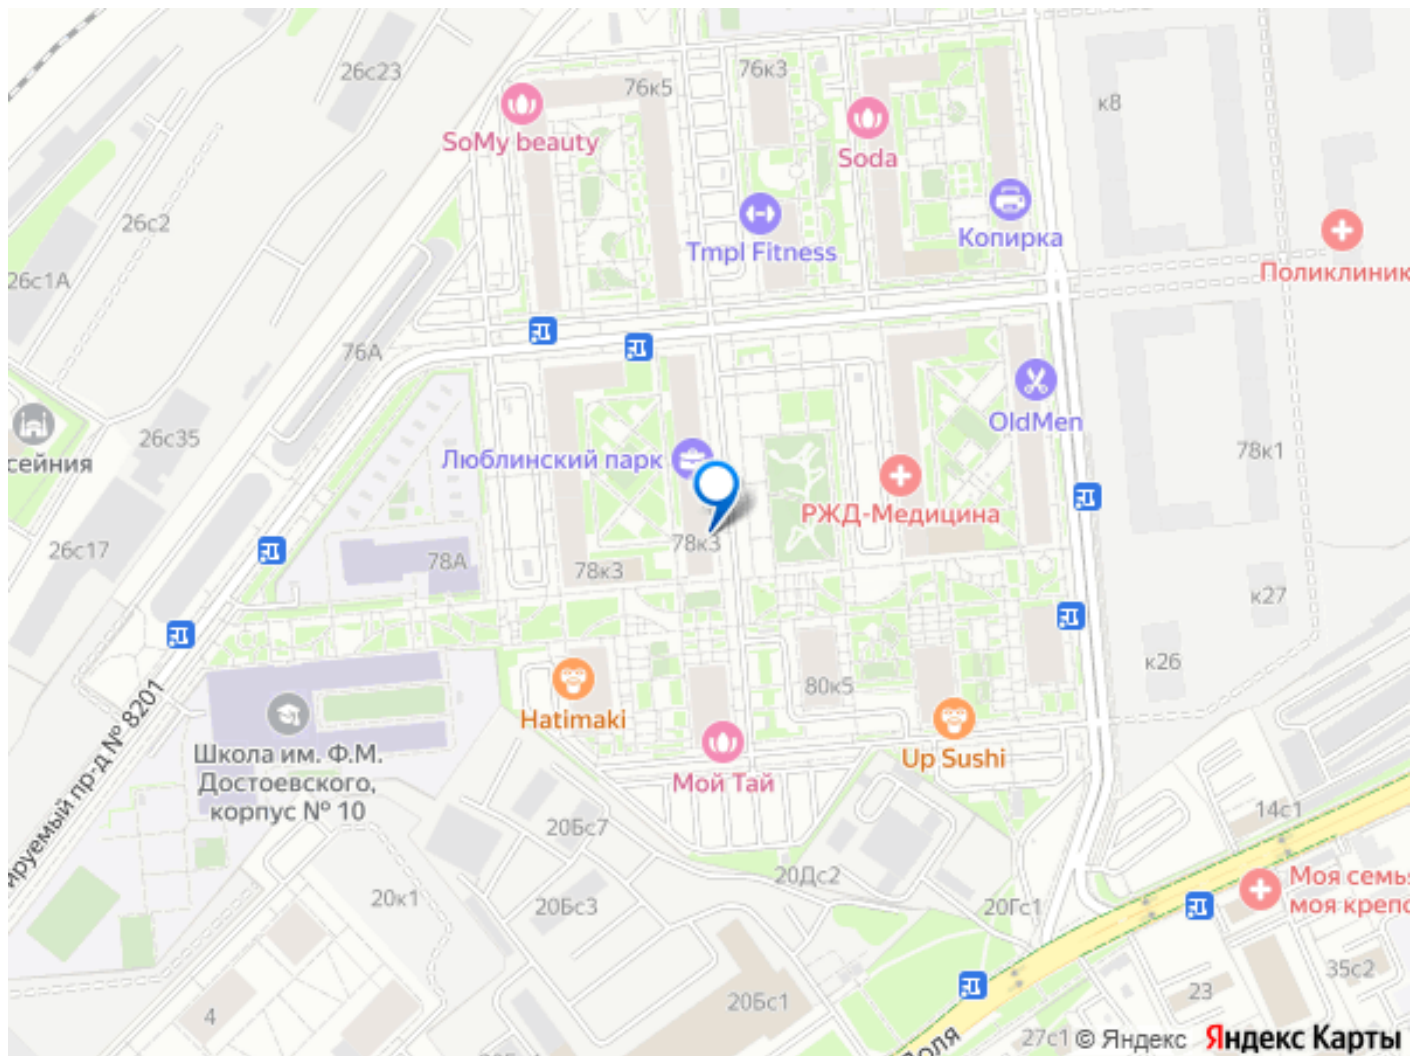 26с23
76к5
76к3
к8
SoMy beauty
Soda
26с2
Tmpl Fitness
Копирка
Поликлиник
26с1А
76А
OldMen
26с35
сейния
Люблинский парк
78к1
РЖД-Медицина
26с17
78А
78к3
78к3
к27
к26
80к5
Hatimaki
Up Sushi
Мой Тай
Школа им. Ф.М.
Достоевского,
корпус № 10
ируемый пр-д № 8201
14с1
20Бс7
20Дс2
Моя семья
моя крепо
20к1
20Бс3
20Гс1
35с2
20Бс1
23
4
27с1
© Яндекс
Яндекс Карты